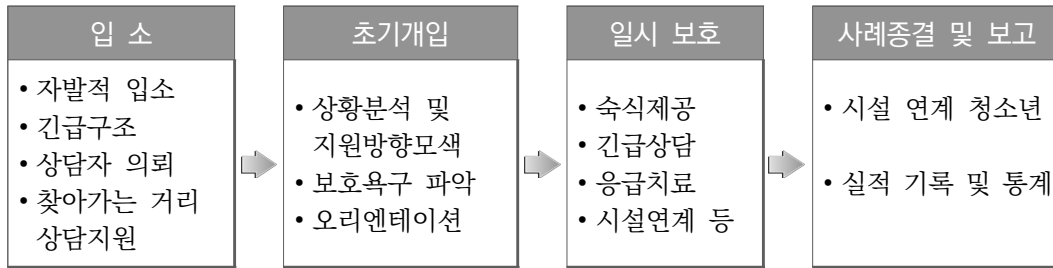 입 소
• 자발적 입소
• 긴급구조
• 상담자 의뢰
• 찾아가는 거리
상담지원
초기개입
• 상황분석 및
지원방향모색
• 보호욕구 파악
• 오리엔테이션
일시 보호
• 숙식제공
• 긴급상담
• 응급치료
• 시설연계 등
사례종결 및 보고
• 시설 연계 청소년
• 실적 기록 및 통계